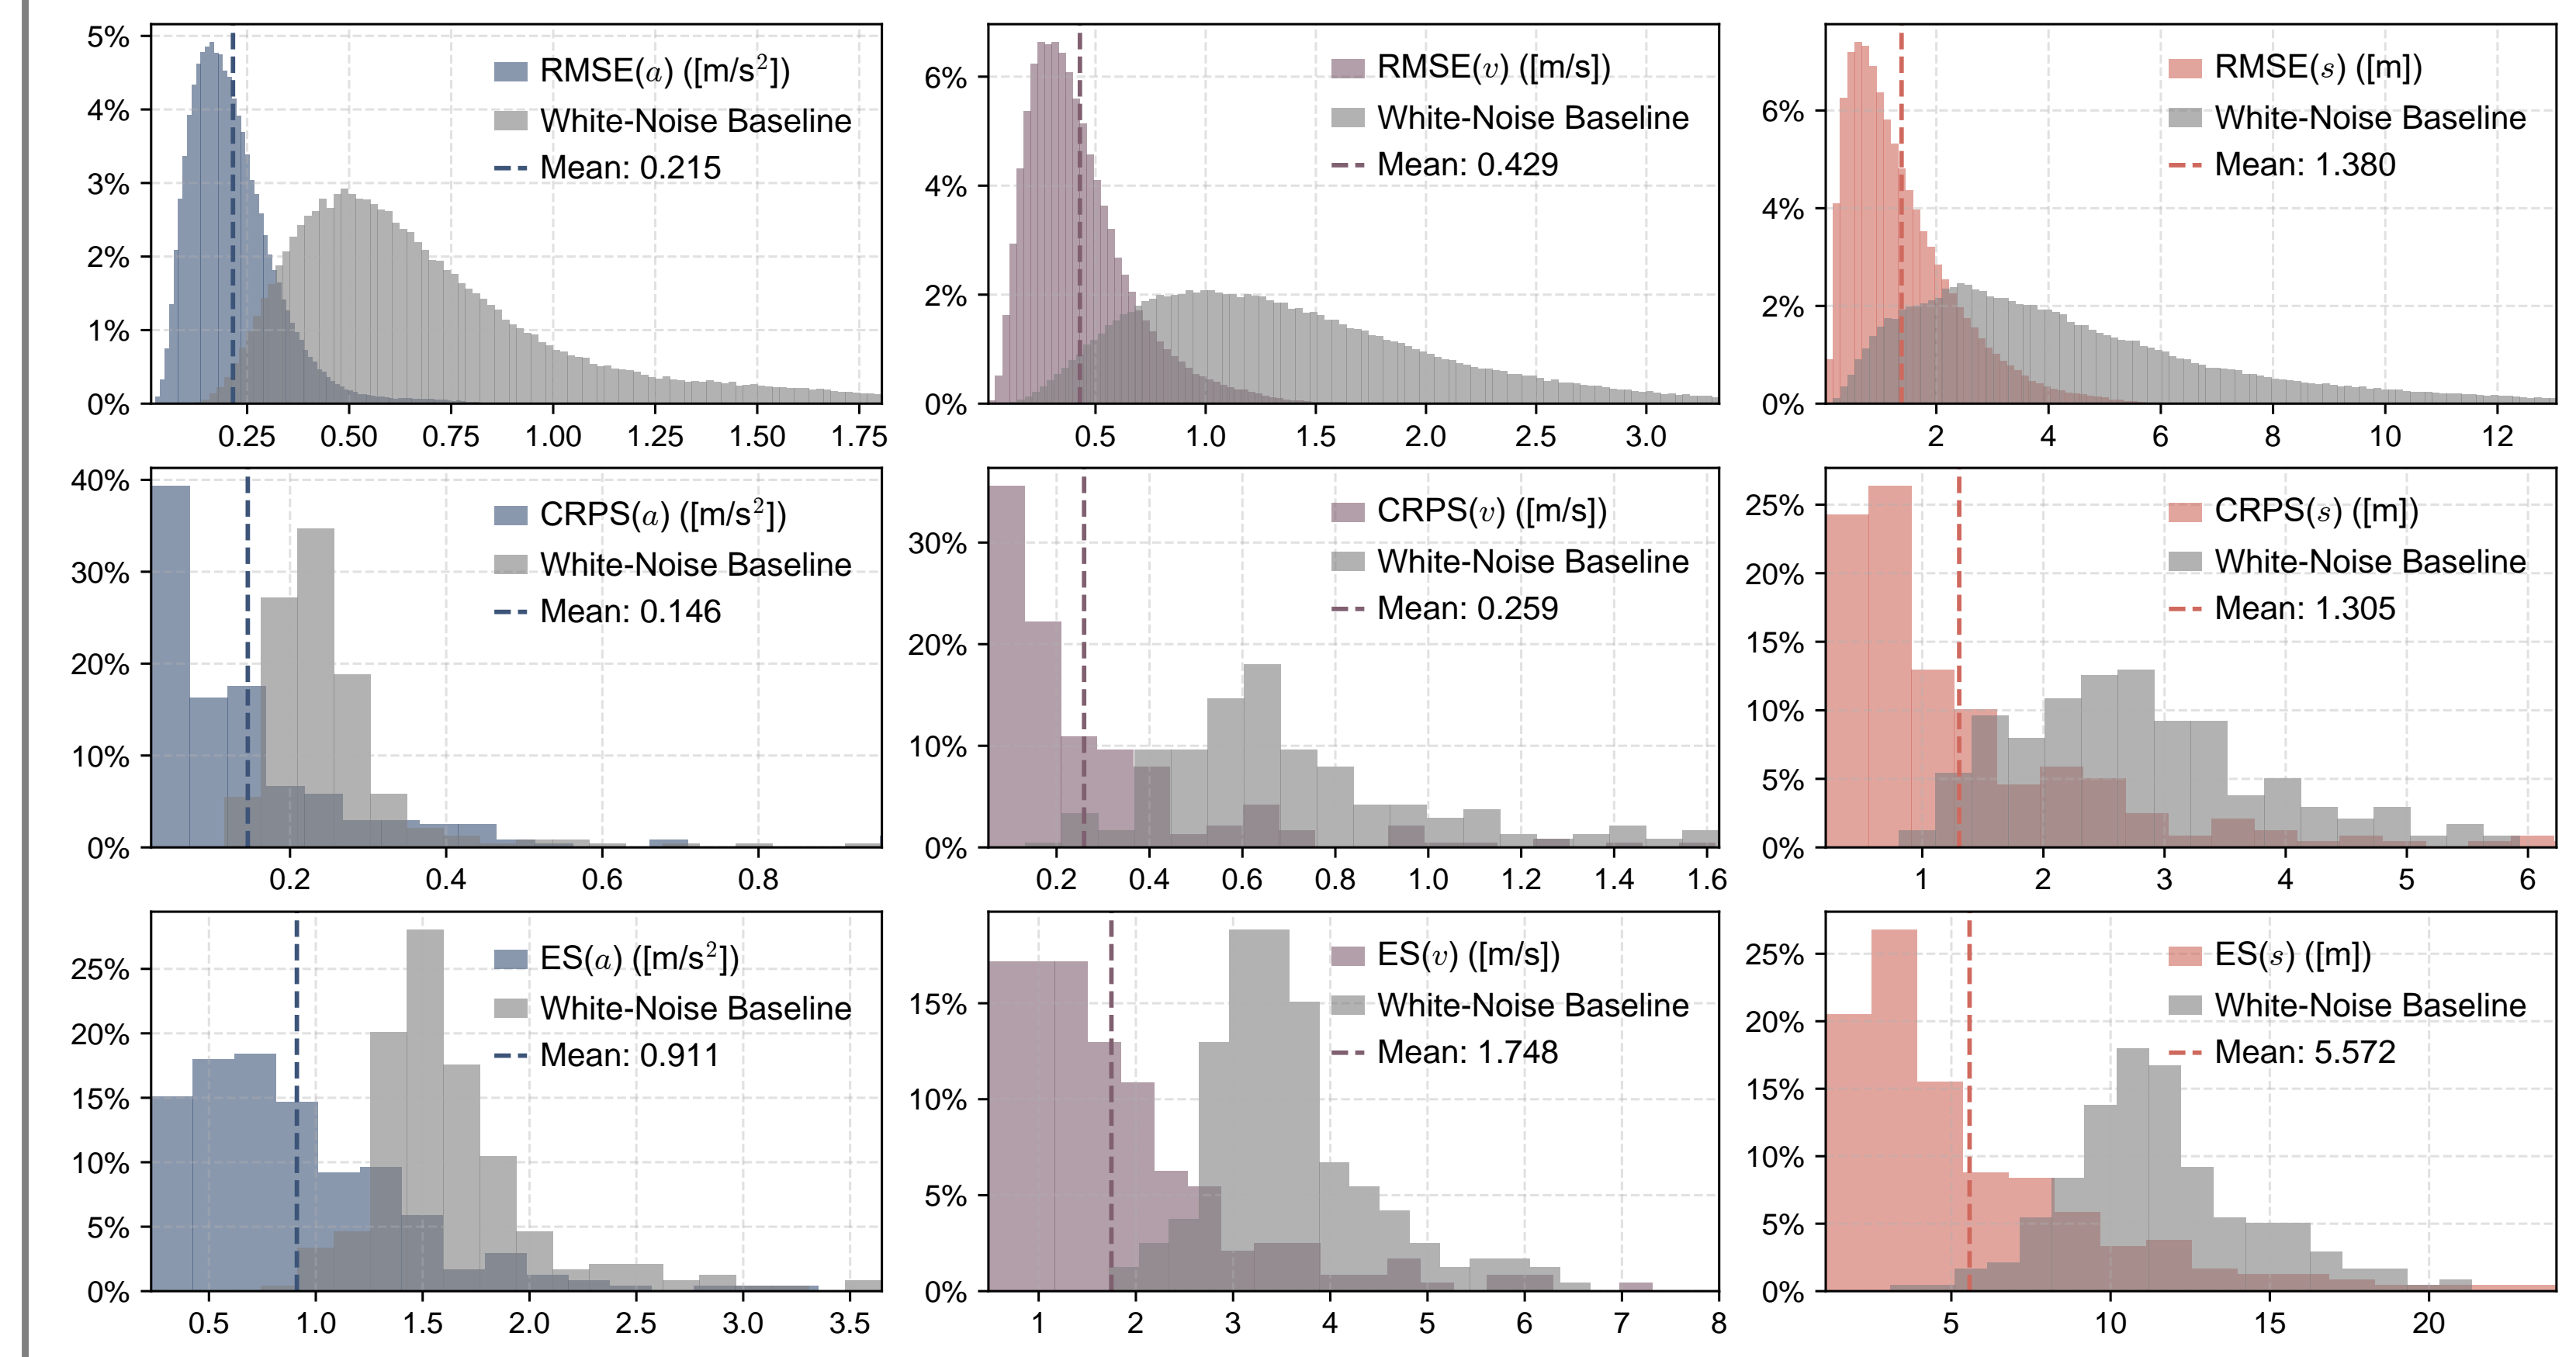 5%
4%
3%
2%
1%
0%
RMSE(a) ([m/s²])
White-Noise Baseline
Mean: 0.215
0.25 0.50 0.75 1.00 1.25 1.50 1.75
6%
4%
2%
0%
RMSE(v) ([m/s])
White-Noise Baseline
Mean: 0.429
0.5 1.0 1.5 2.0 2.5 3.0
6%
4%
2%
0%
RMSE(s) ([m])
White-Noise Baseline
Mean: 1.380
2 4 6 8 10 12
40%
30%
20%
10%
0%
CRPS(a) ([m/s²])
White-Noise Baseline
Mean: 0.146
0.2 0.4 0.6 0.8
30%
20%
10%
0%
CRPS(v) ([m/s])
White-Noise Baseline
Mean: 0.259
0.2 0.4 0.6 0.8 1.0 1.2 1.4 1.6
25%
20%
15%
10%
5%
0%
CRPS(s) ([m])
White-Noise Baseline
Mean: 1.305
1 2 3 4 5 6
25%
20%
15%
10%
5%
0%
ES(a) ([m/s²])
White-Noise Baseline
Mean: 0.911
0.5 1.0 1.5 2.0 2.5 3.0 3.5
15%
10%
5%
0%
ES(v) ([m/s])
White-Noise Baseline
Mean: 1.748
1 2 3 4 5 6 7 8
25%
20%
15%
10%
5%
0%
ES(s) ([m])
White-Noise Baseline
Mean: 5.572
5 10 15 20